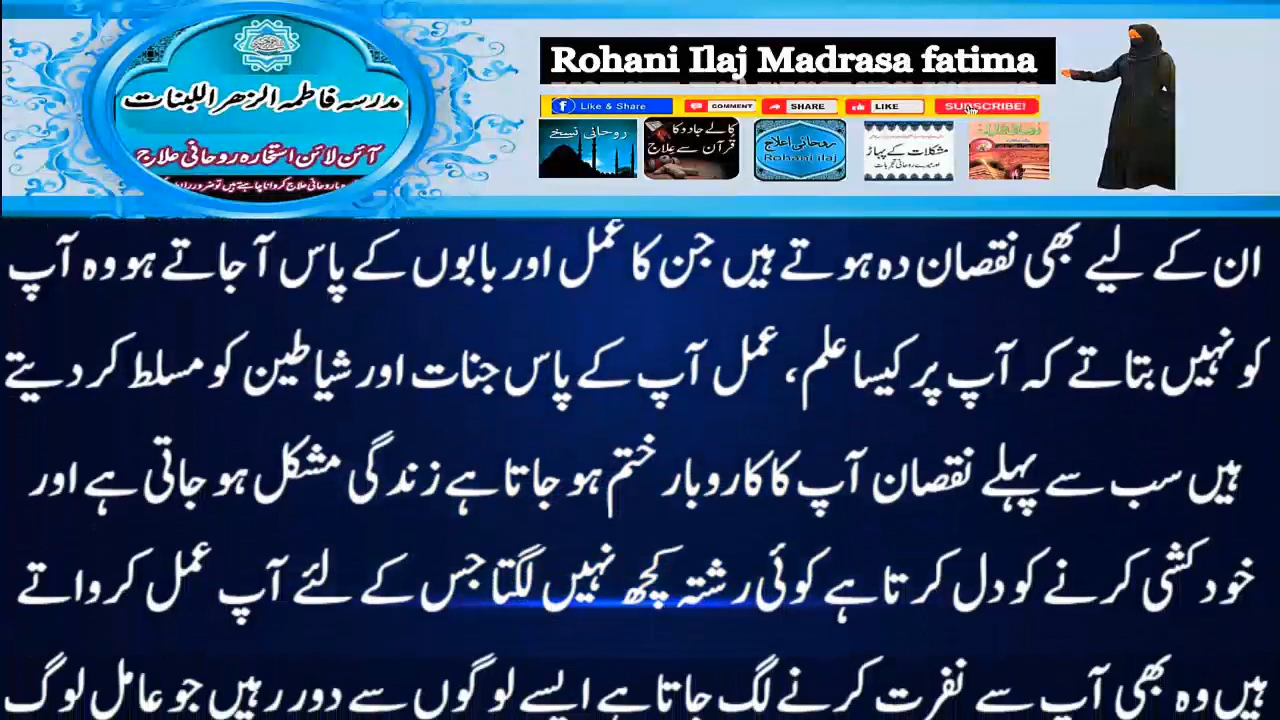 مدرسہ فاطمہ الزھرا للبنات
آئن لائن استخارہ روحانی علاج
Rohani Ilaj Madrasa fatima
Like & Share
COMMENT
SHARE
LIKE
SUBSCRIBE!
روحانی نسخ
کالے جادو کا
قرآن سے علاج
روحانی علاج
Rohani ilaj
مشکلات کے پہاڑ
ان کے لیے بھی نقصان دہ ہوتے ہیں جن کا عمل اور بابوں کے پاس آ جاتے ہو وہ آپ
کو نہیں بتاتے کہ آپ پر کیسا علم، عمل آپ کے پاس جنات اور شیاطین کو مسلط کر دیتے
ہیں سب سے پہلے نقصان آپ کا کاروبار ختم ہو جاتا ہے زندگی مشکل ہو جاتی ہے اور
خودکشی کرنے کو دل کرتا ہے کوئی رشتہ کچھ نہیں لگتا جس کے لئے آپ عمل کرواتے
ہیں وہ بھی آپ سے نفرت کرنے لگ جاتا ہے ایسے لوگوں سے دور رہیں جو عامل لوگ